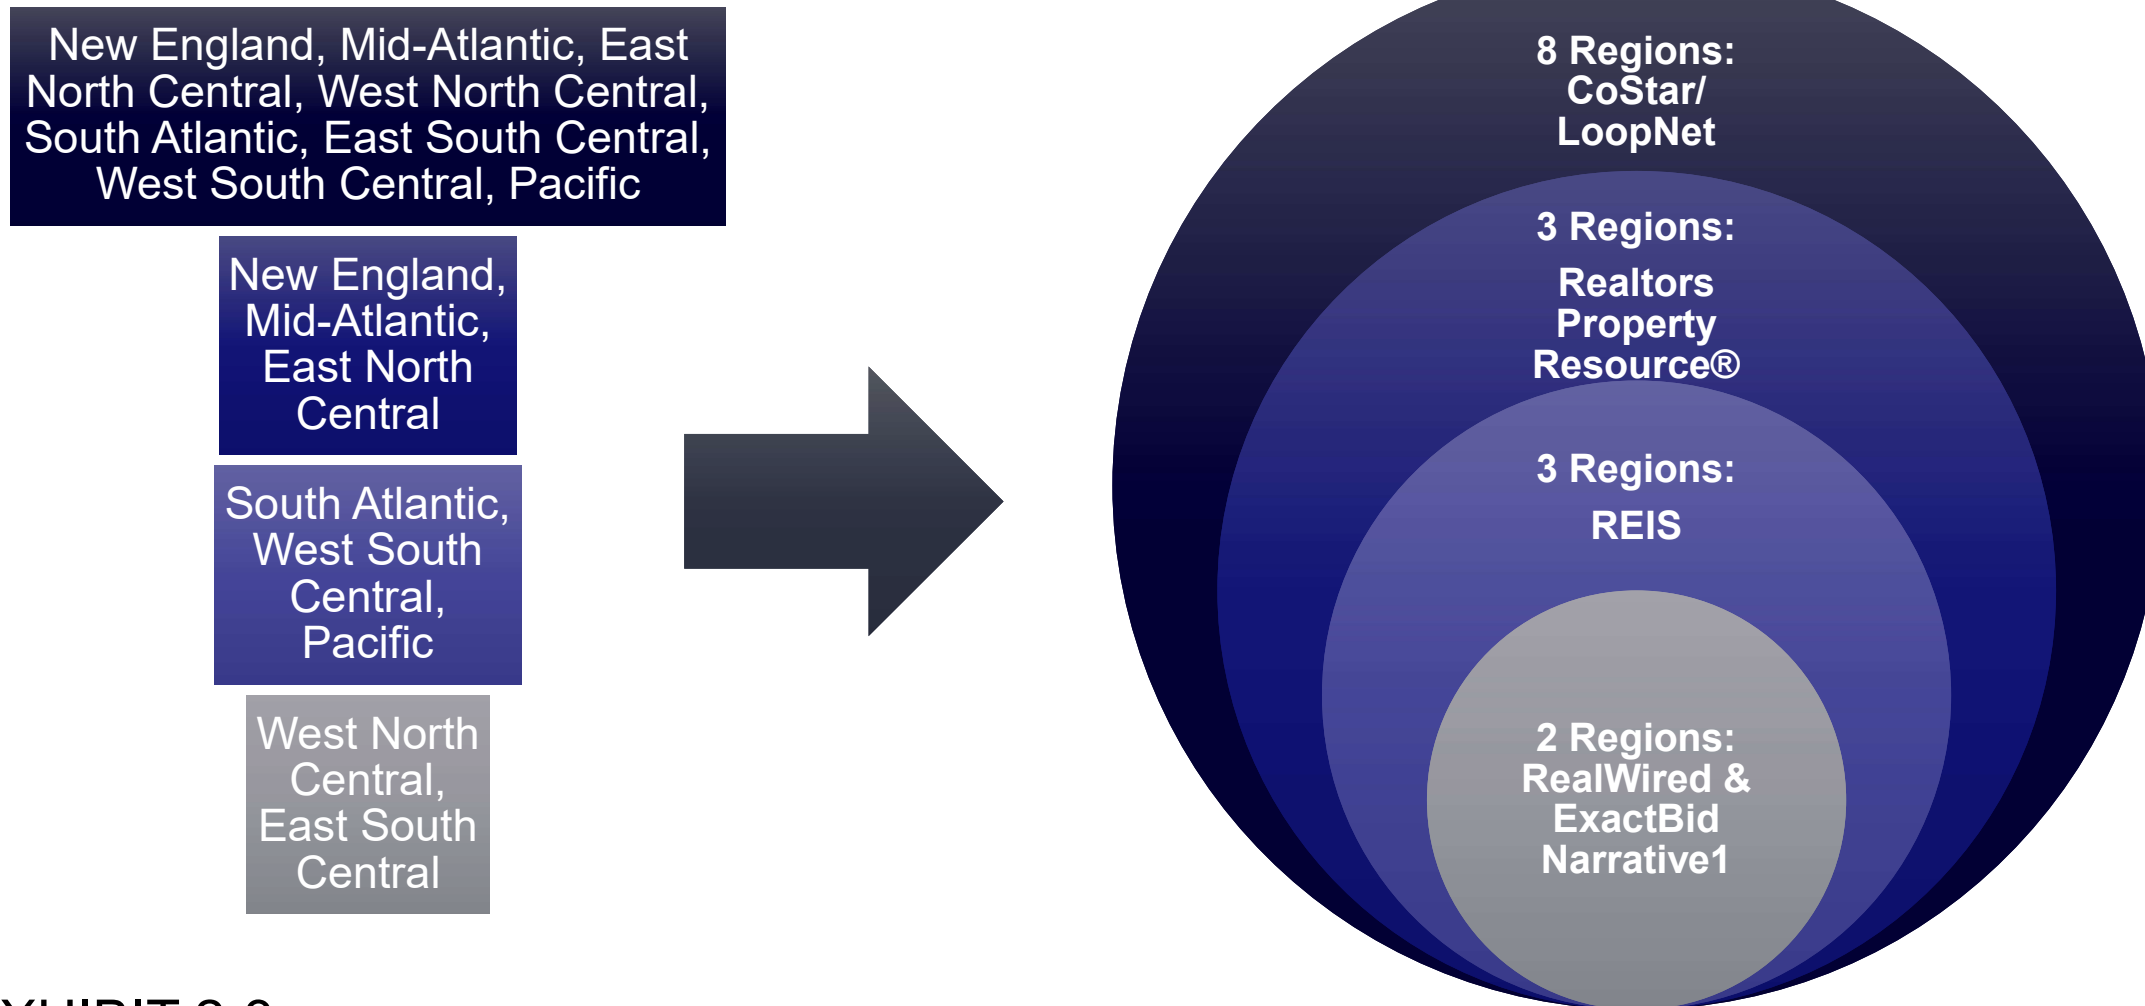 New England, Mid-Atlantic, East
North Central, West North Central,
South Atlantic, East South Central,
West South Central, Pacific
New England,
Mid-Atlantic,
East North
Central
South Atlantic,
West South
Central,
Pacific
West North
Central,
East South
Central
8 Regions:
CoStar/
LoopNet
3 Regions:
Realtors
Property
Resource®
3 Regions:
REIS
2 Regions:
RealWired &
ExactBid
Narrative1